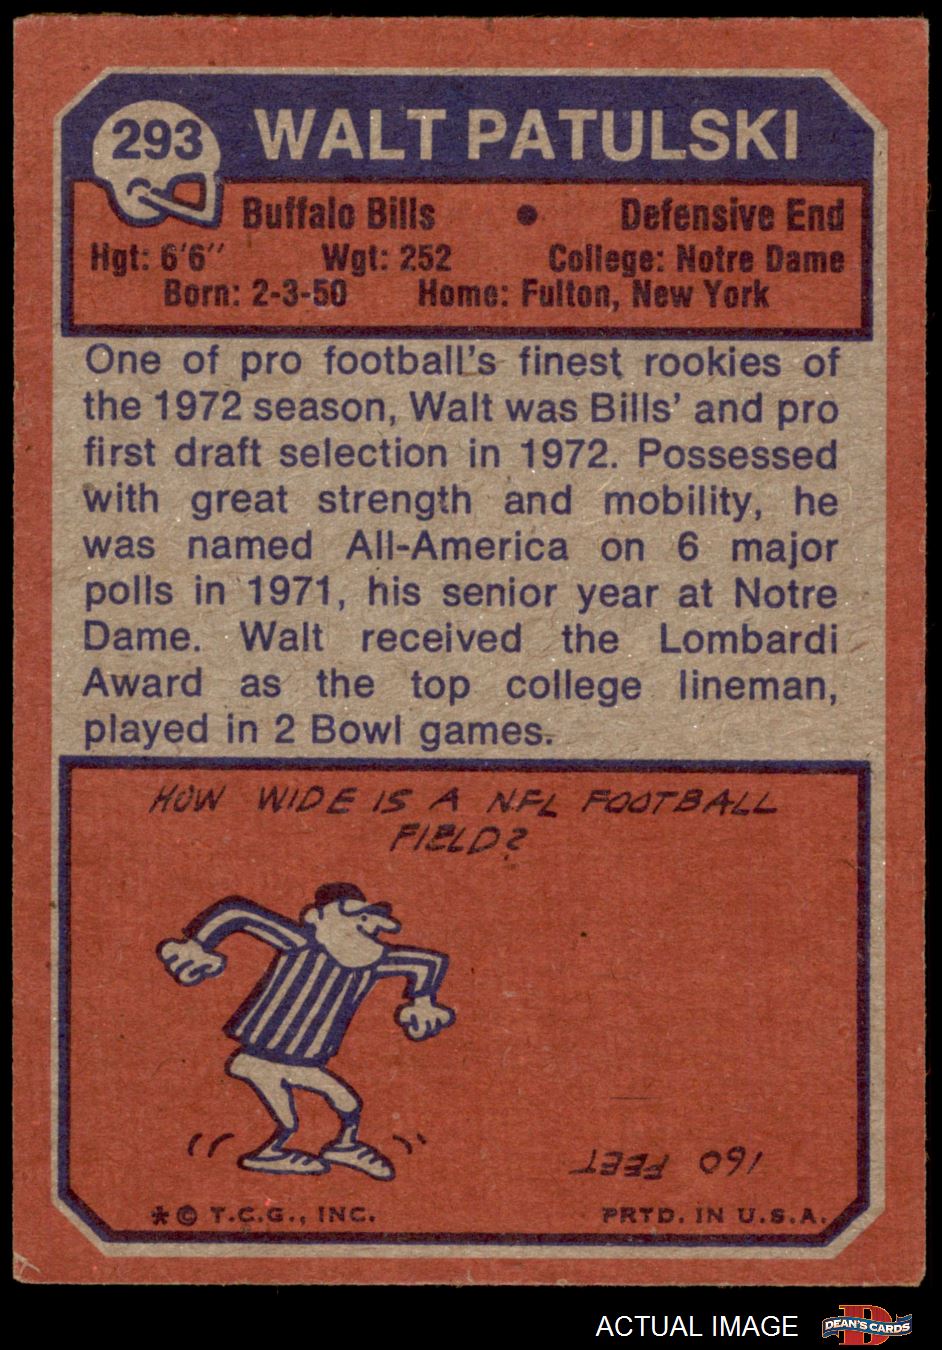 293 WALT PATULSKI
Buffalo Bills • Defensive End
Hgt: 6'6" Wgt: 252 College: Notre Dame
Born: 2-3-50 Home: Fulton, New York
One of pro football's finest rookies of
the 1972 season, Walt was Bills' and pro
first draft selection in 1972. Possessed
with great strength and mobility, he
was named All-America on 6 major
polls in 1971, his senior year at Notre
Dame. Walt received the Lombardi
Award as the top college lineman,
played in 2 Bowl games.
HOW WIDE IS A NFL FOOTBALL
FIELD?
160 FEET
*© T.C.G., INC. PRTD. IN U.S.A.
ACTUAL IMAGE DEAN'S CARDS